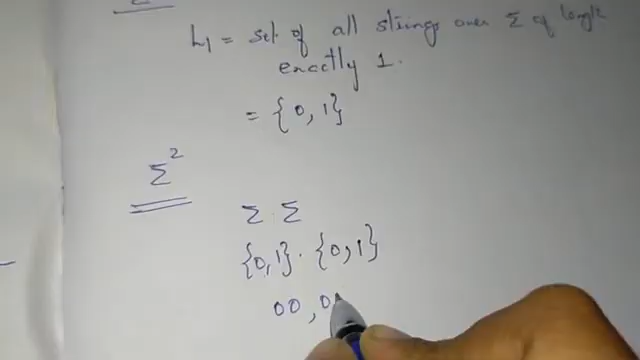 L₁ = set of all strings over Σ of length
exactly 1.
= {0, 1}
Σ²
Σ . Σ
{0,1} . {0,1}
00, 0